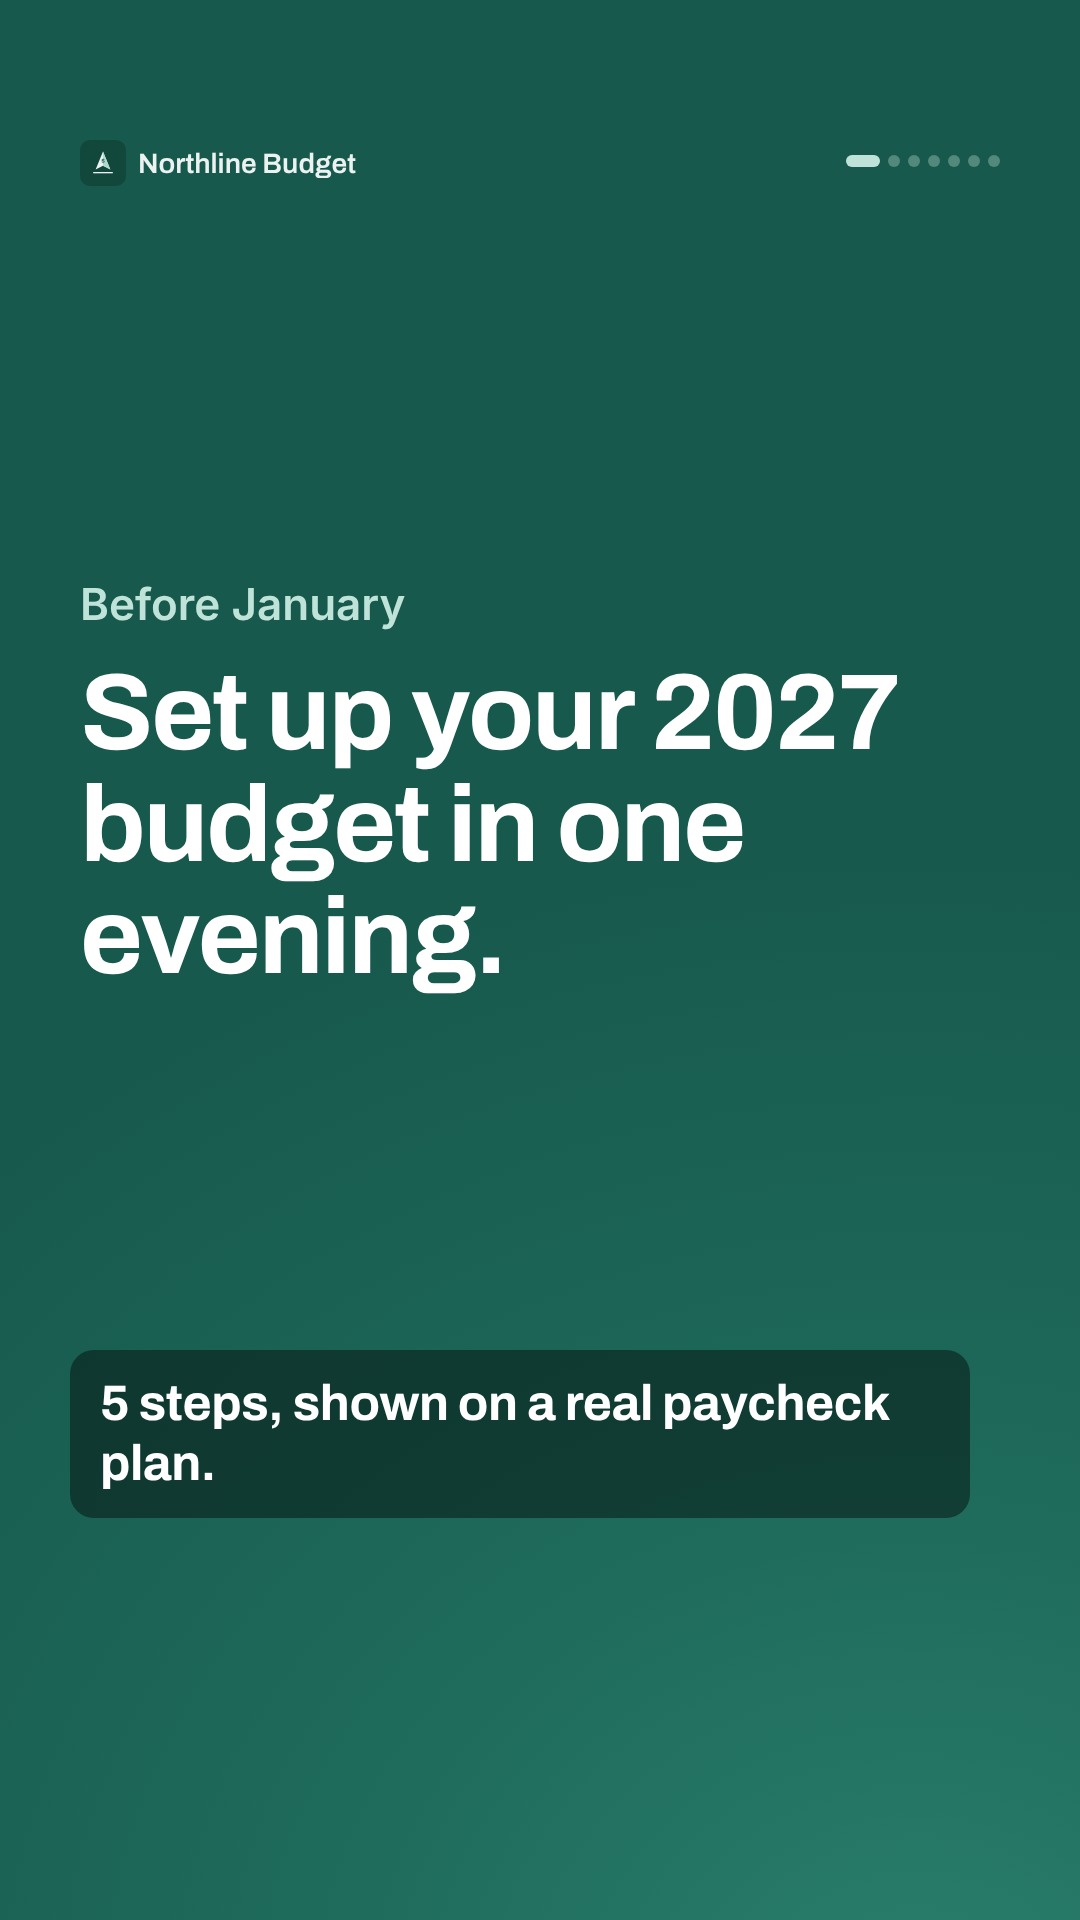 Northline Budget
Before January
Set up your 2027
budget in one
evening.
5 steps, shown on a real paycheck
plan.